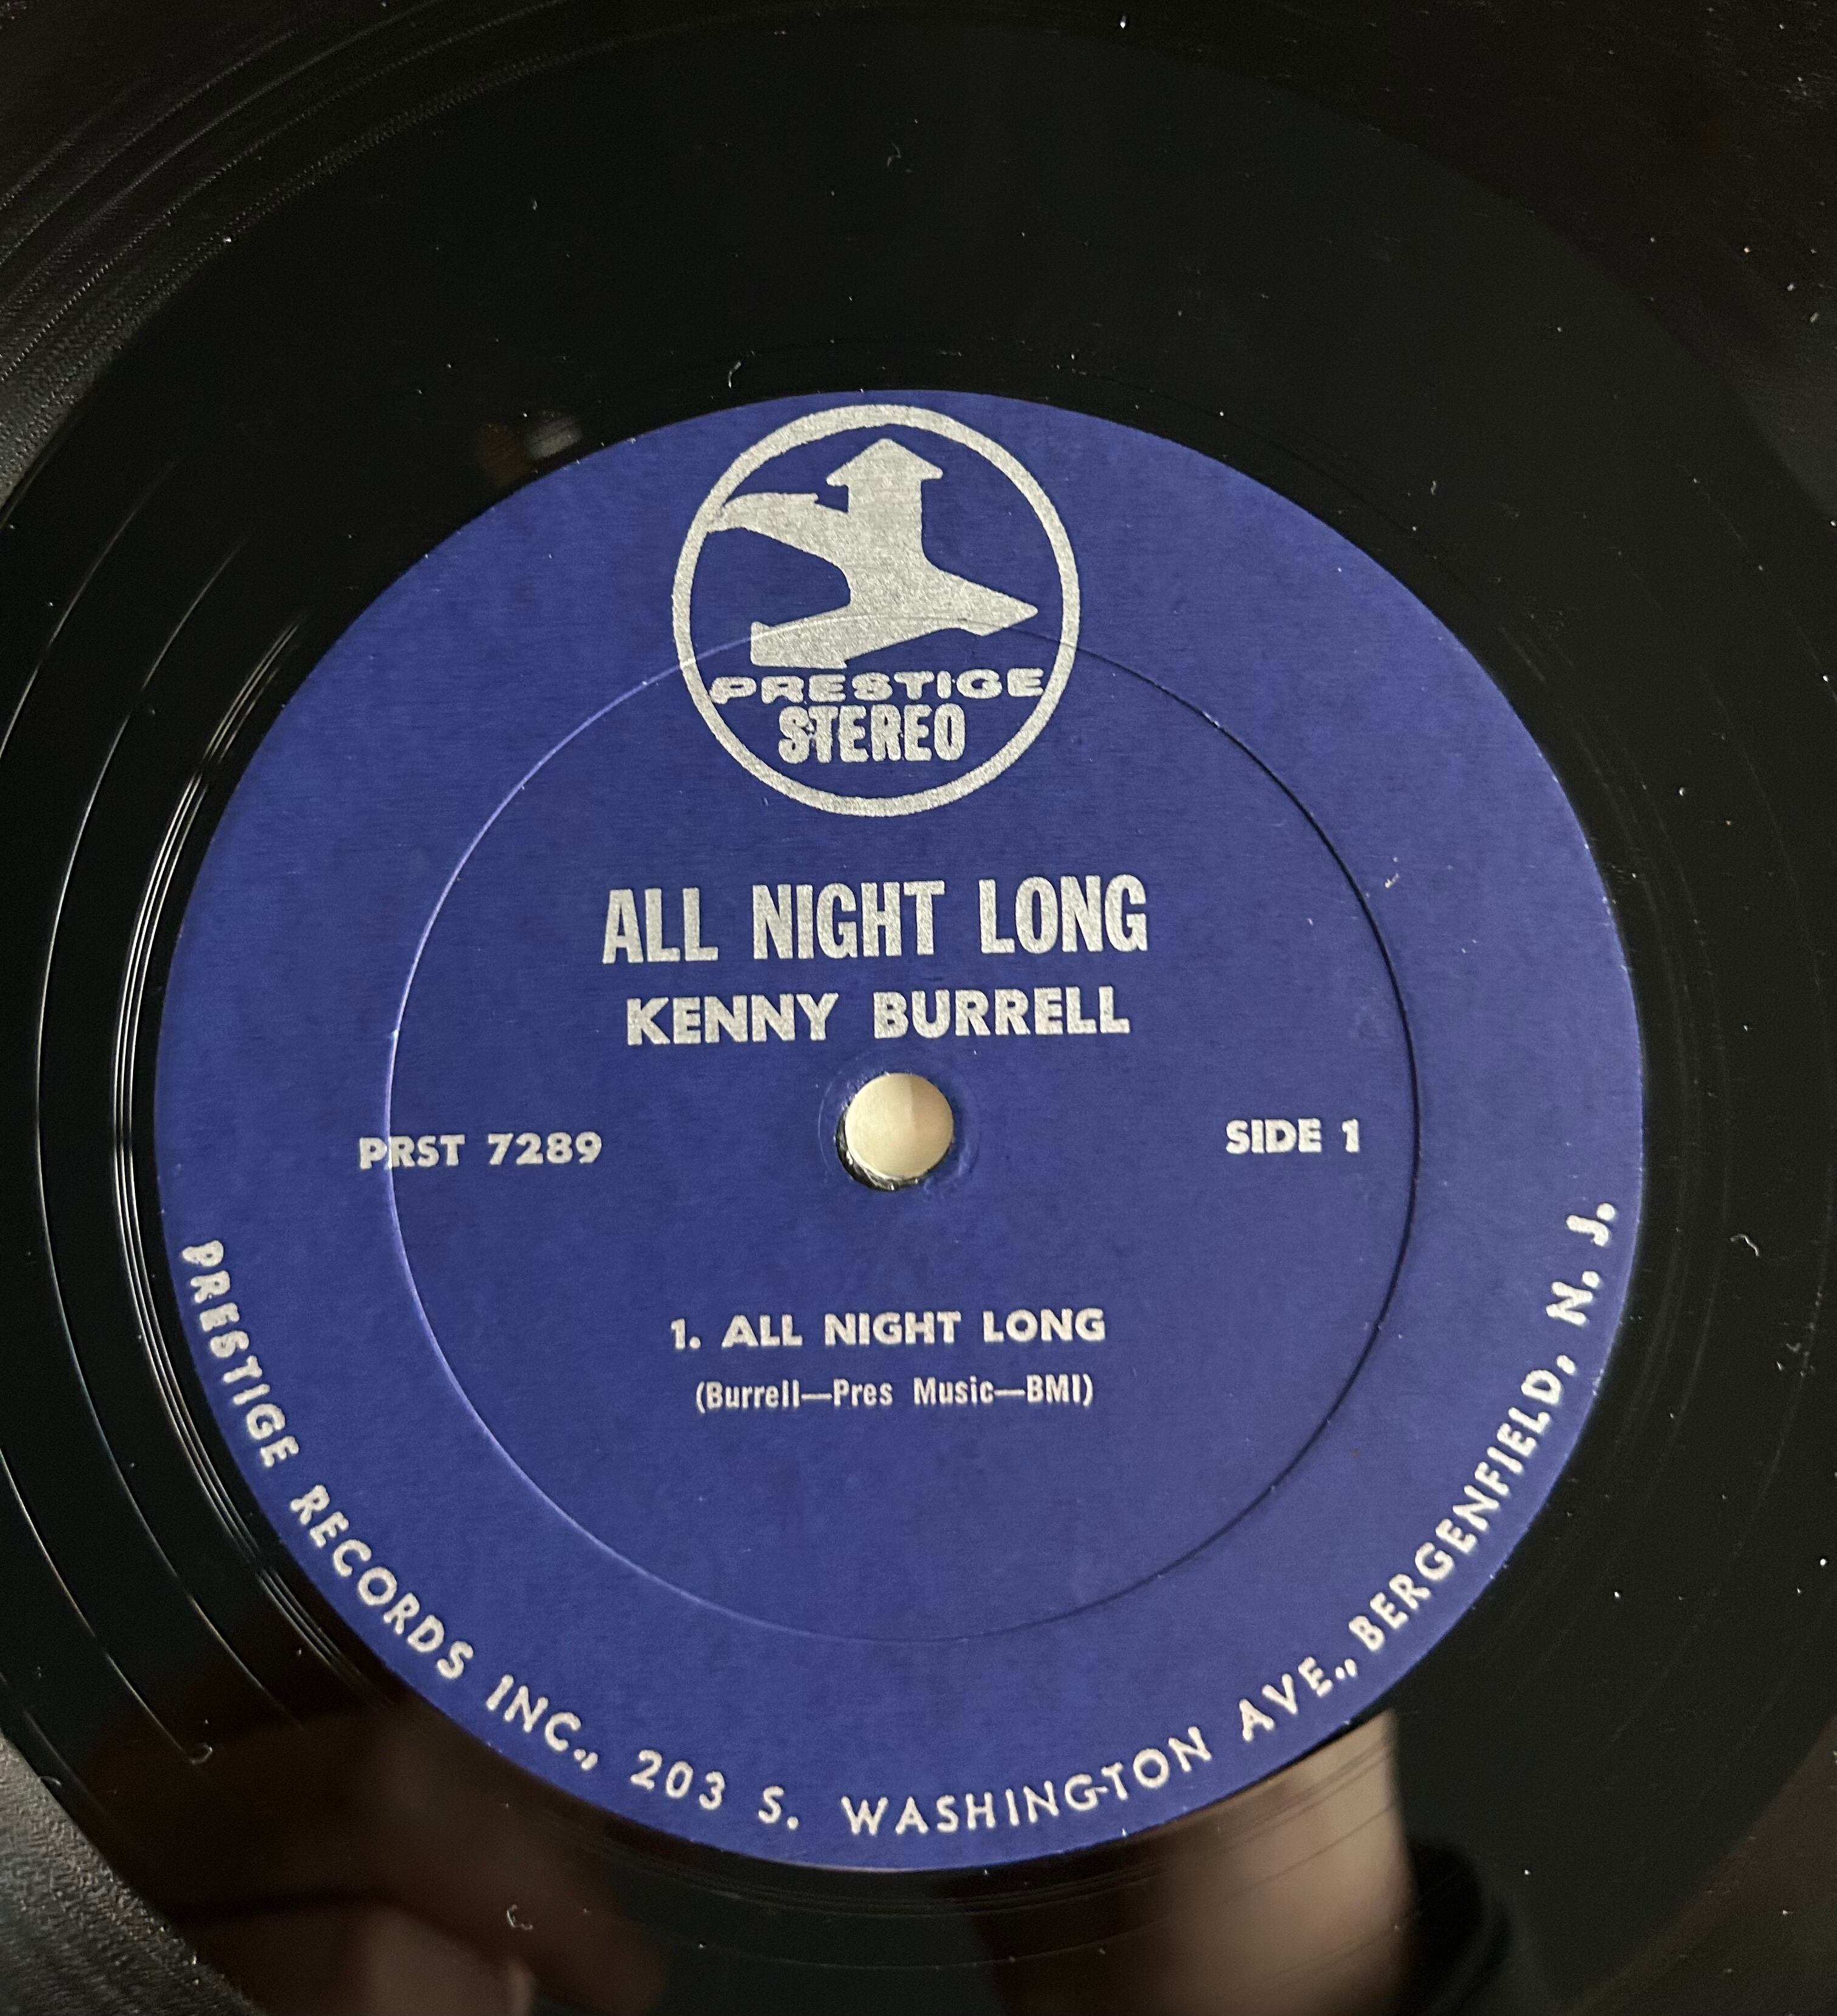 PRESTIGE
STEREO
ALL NIGHT LONG
KENNY BURRELL
PRST 7289
SIDE 1
1. ALL NIGHT LONG
(Burrell—Pres Music—BMI)
PRESTIGE RECORDS INC., 203 S. WASHINGTON AVE., BERGENFIELD, N. J.